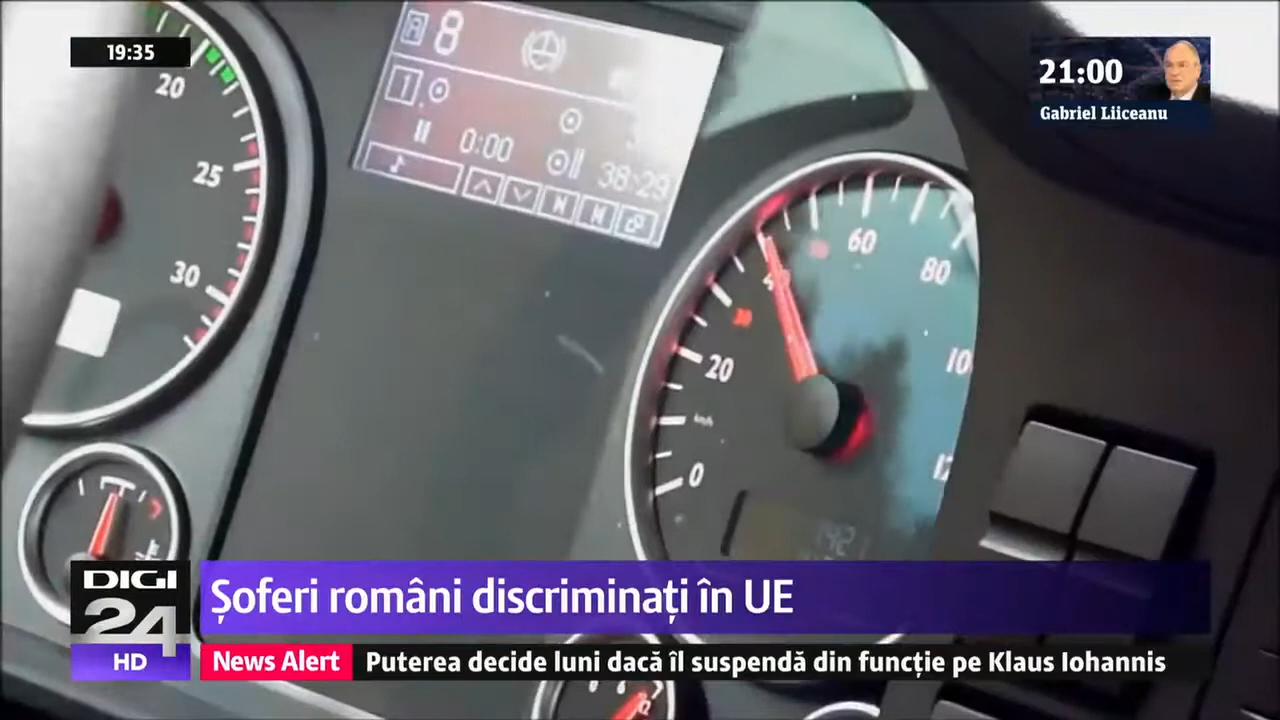 19:35
21:00
Gabriel Liiceanu
A 8
1
0:00
38:29
20
25
30
20
60
80
km/h
0
DIGI
24
HD
Șoferi români discriminați în UE
News Alert
Puterea decide luni dacă îl suspendă din funcție pe Klaus Iohannis